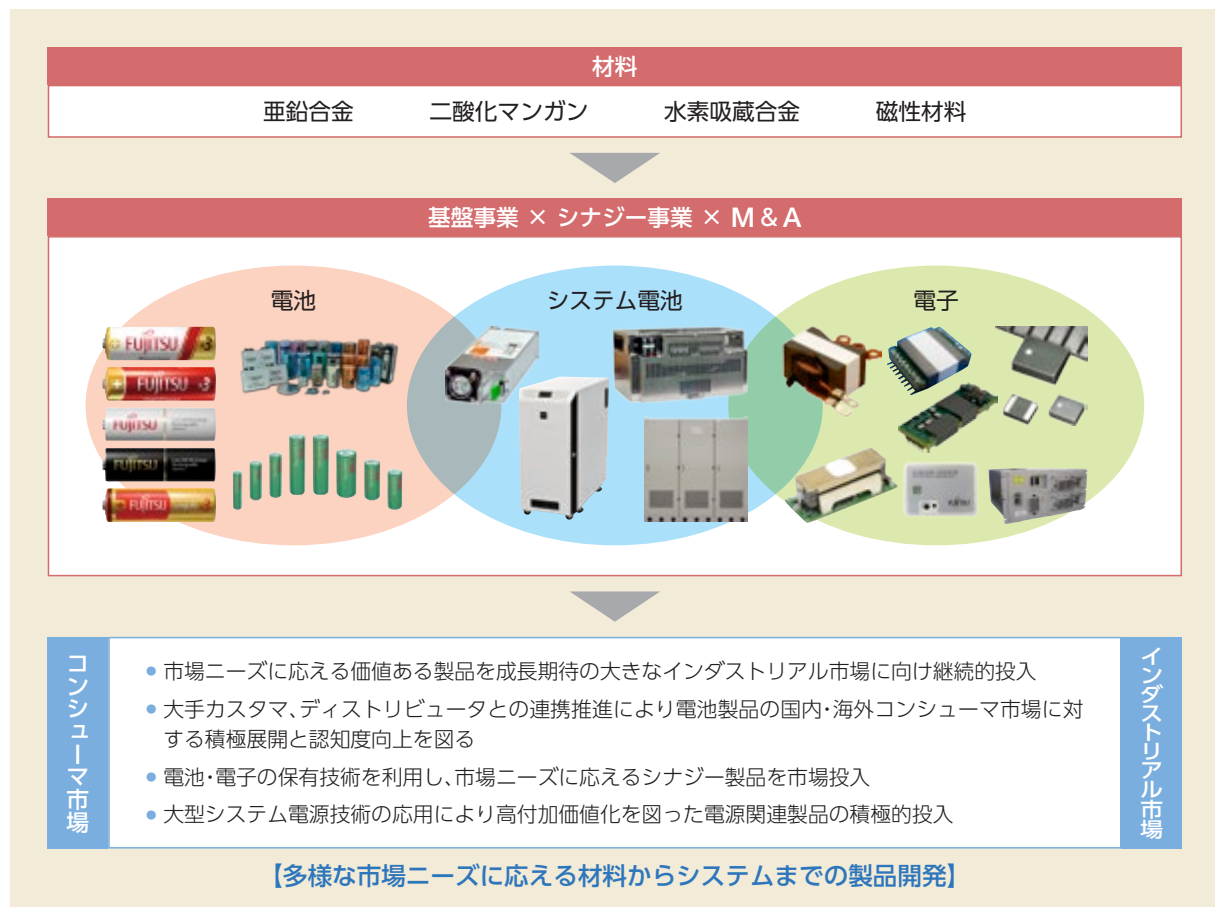 材料
亜鉛合金 二酸化マンガン 水素吸蔵合金 磁性材料
基盤事業 × シナジー事業 × M & A
電池 システム電池 電子
FUJITSU ×3
FUJITSU ×3
FUJITSU
FUJITSU
FUJITSU
FUJITSU
コンシューマ市場
● 市場ニーズに応える価値ある製品を成長期待の大きなインダストリアル市場に向け継続的投入
● 大手カスタマ、ディストリビュータとの連携推進により電池製品の国内・海外コンシューマ市場に対
する積極展開と認知度向上を図る
● 電池・電子の保有技術を利用し、市場ニーズに応えるシナジー製品を市場投入
● 大型システム電源技術の応用により高付加価値化を図った電源関連製品の積極的投入
インダストリアル市場
【多様な市場ニーズに応える材料からシステムまでの製品開発】